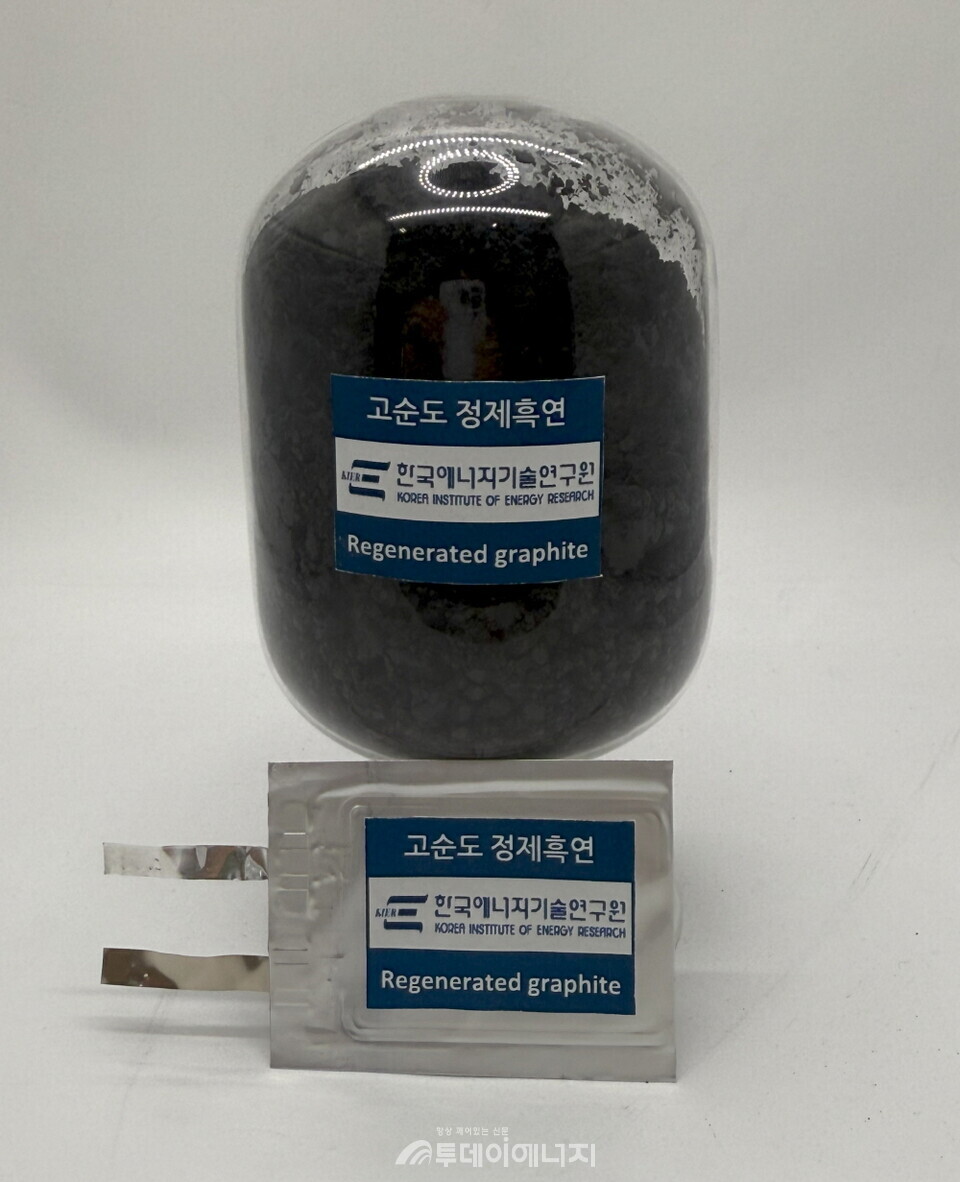 고순도 정제흑연
KIER 한국에너지기술연구원
KOREA INSTITUTE OF ENERGY RESEARCH
Regenerated graphite
고순도 정제흑연
KIER 한국에너지기술연구원
KOREA INSTITUTE OF ENERGY RESEARCH
Regenerated graphite
항상 깨어있는 신문
투데이에너지